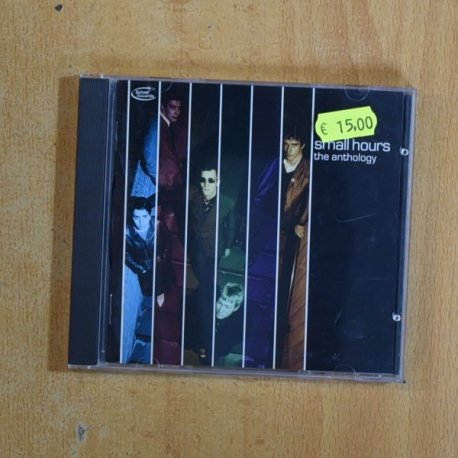 € 15,00
small hours
the anthology